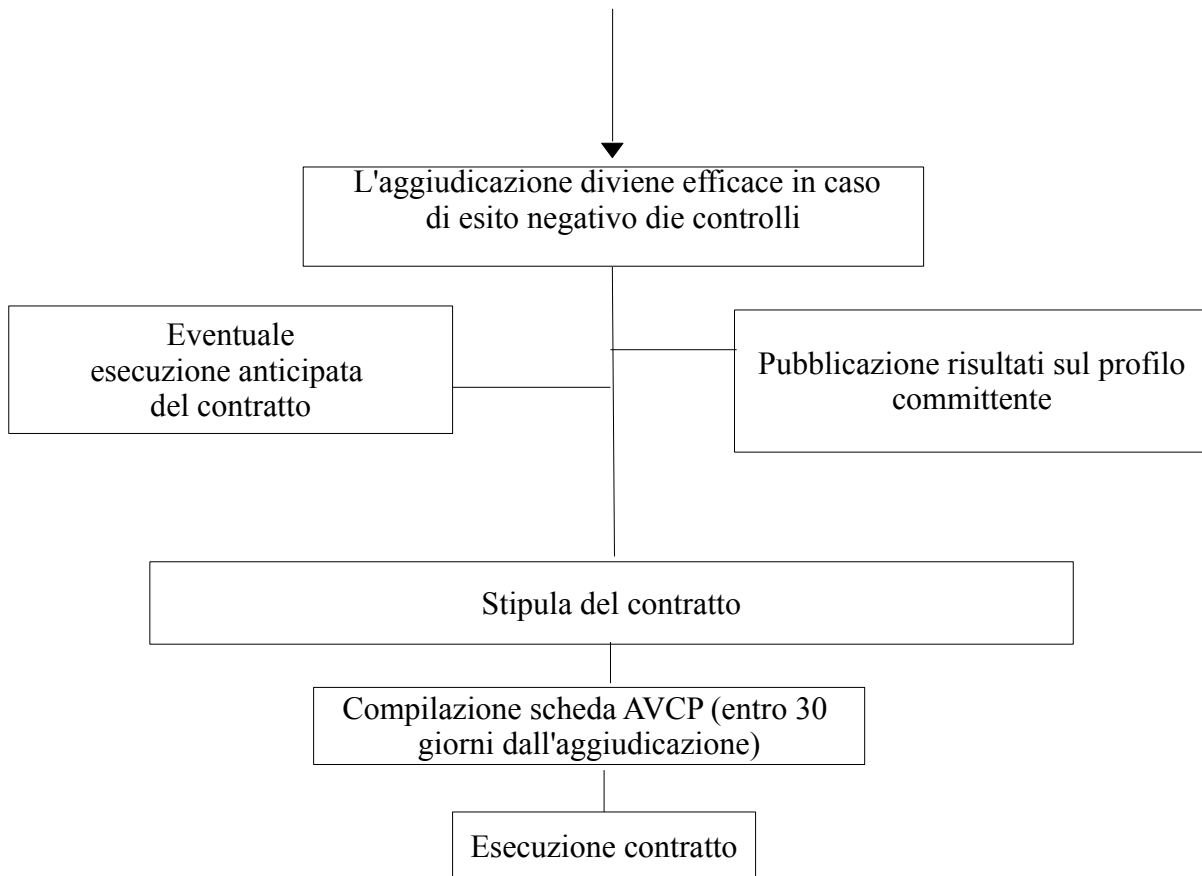 L'aggiudicazione diviene efficace in caso
di esito negativo die controlli
Eventuale
esecuzione anticipata
del contratto
Pubblicazione risultati sul profilo
committente
Stipula del contratto
Compilazione scheda AVCP (entro 30
giorni dall'aggiudicazione)
Esecuzione contratto